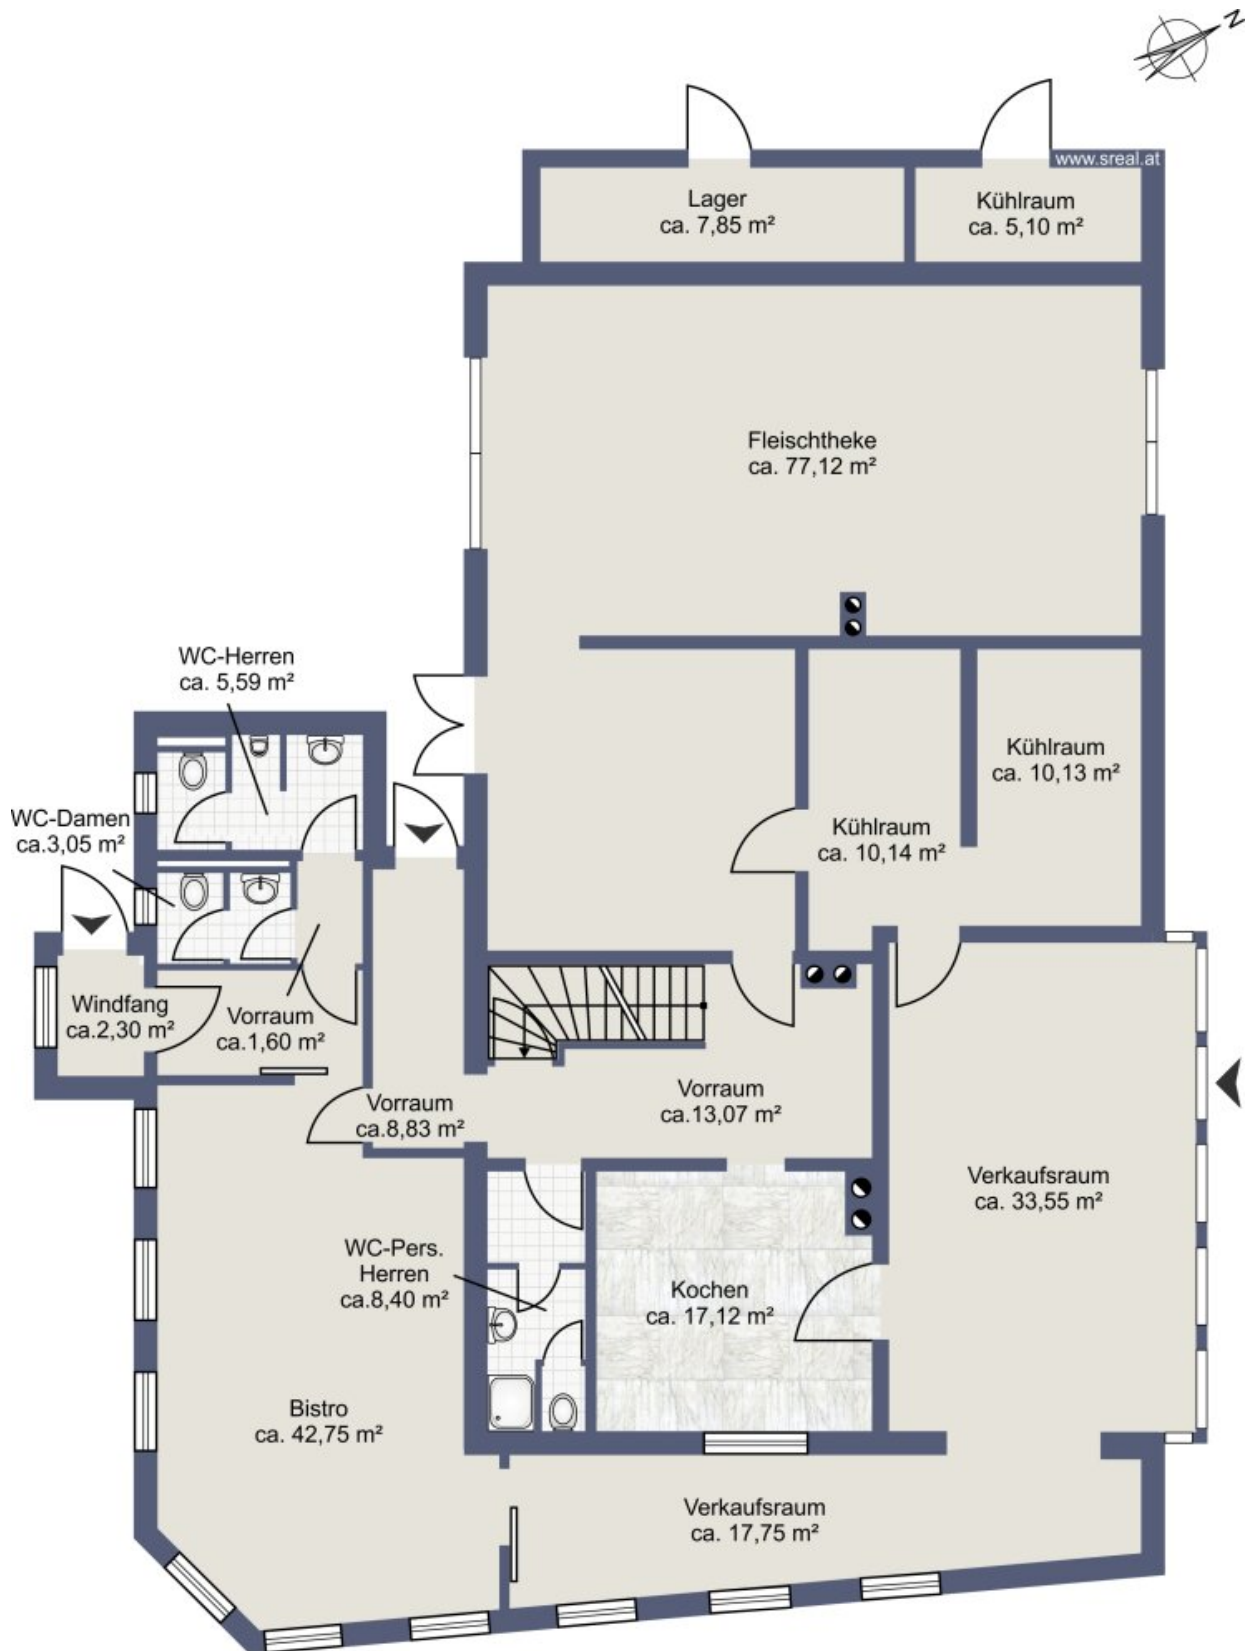 N
www.sreal.at
Lager
ca. 7,85 m²
Kühlraum
ca. 5,10 m²
Fleischtheke
ca. 77,12 m²
WC-Herren
ca. 5,59 m²
Kühlraum
ca. 10,13 m²
WC-Damen
ca.3,05 m²
Kühlraum
ca. 10,14 m²
Windfang
ca.2,30 m²
Vorraum
ca.1,60 m²
Vorraum
ca.8,83 m²
Vorraum
ca.13,07 m²
Verkaufsraum
ca. 33,55 m²
WC-Pers.
Herren
ca.8,40 m²
Kochen
ca. 17,12 m²
Bistro
ca. 42,75 m²
Verkaufsraum
ca. 17,75 m²